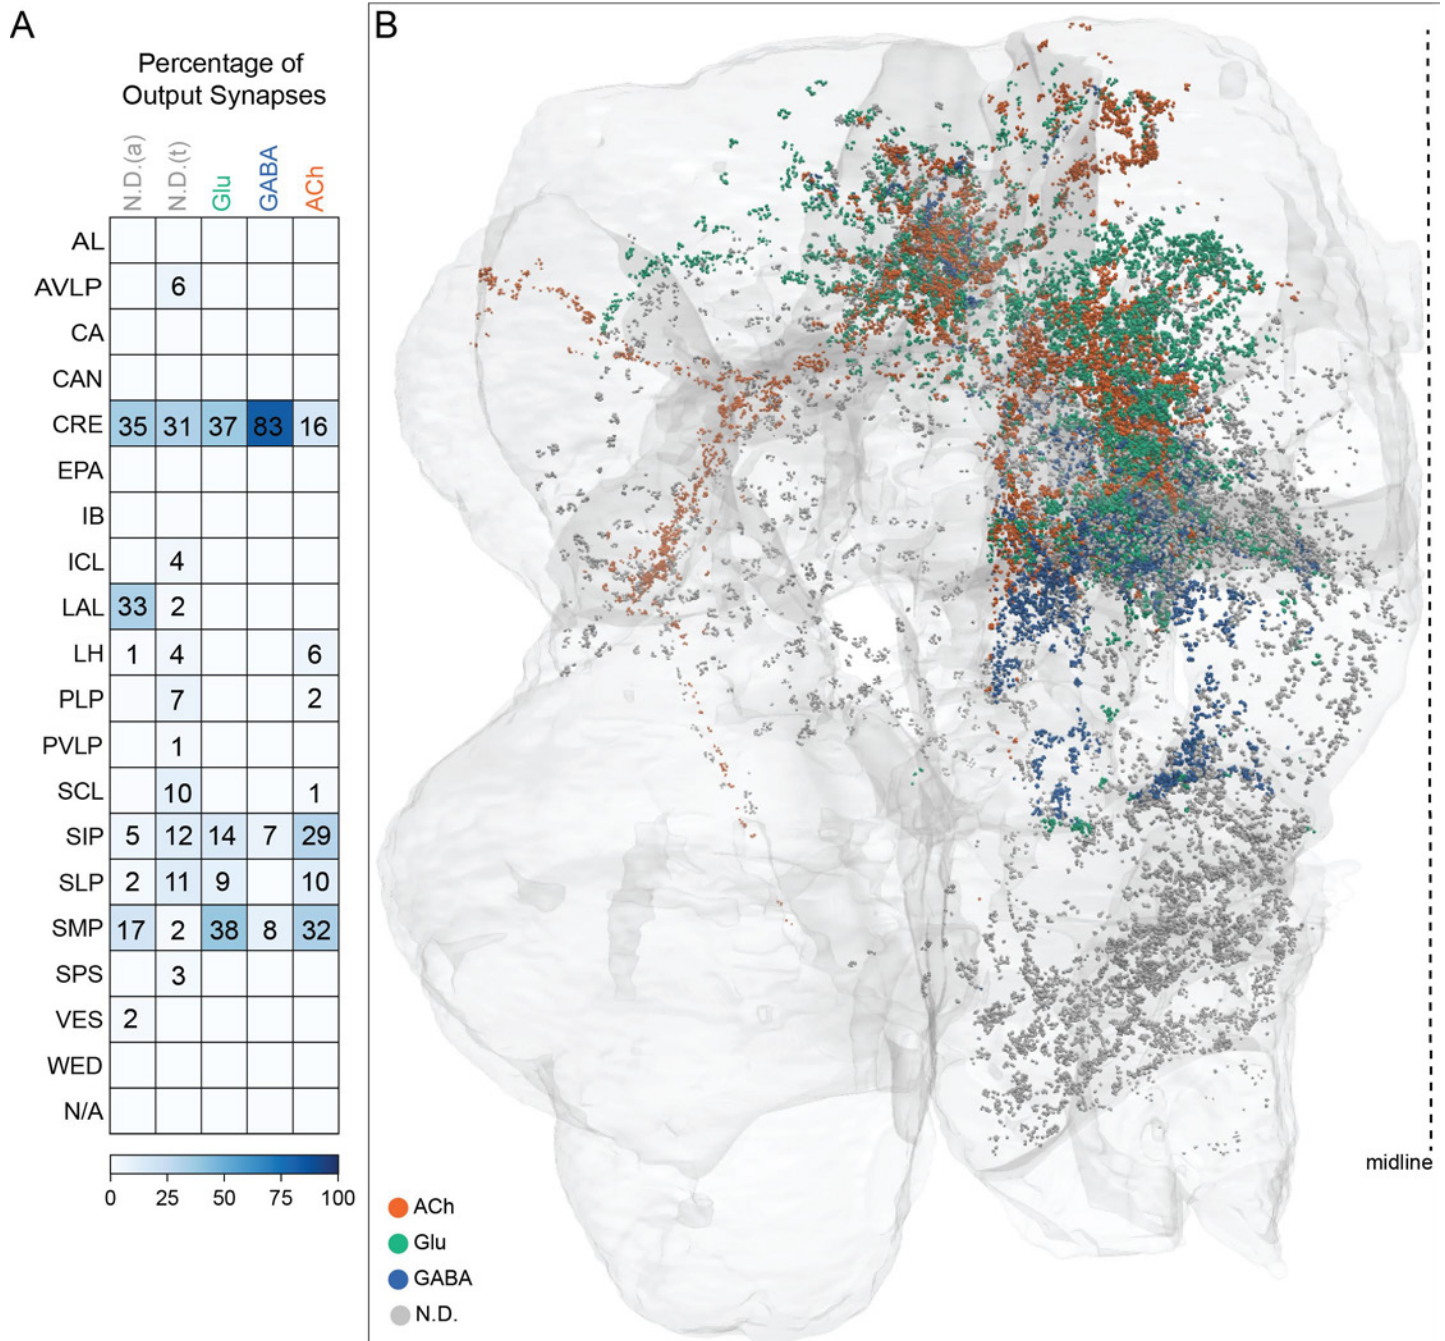 A
Percentage of
Output Synapses
N.D.(a)
N.D.(t)
Glu
GABA
ACh
AL
AVLP 6
CA
CAN
CRE 35 31 37 83 16
EPA
IB
ICL 4
LAL 33 2
LH 1 4 6
PLP 7 2
PVLP 1
SCL 10 1
SIP 5 12 14 7 29
SLP 2 11 9 10
SMP 17 2 38 8 32
SPS 3
VES 2
WED
N/A
0 25 50 75 100
B
midline
ACh
Glu
GABA
N.D.